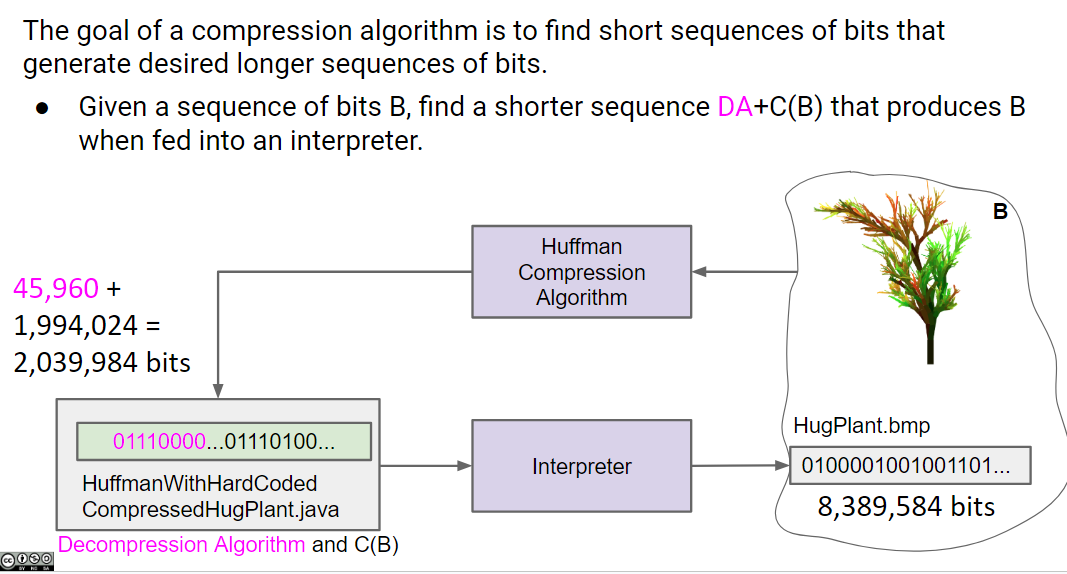 The goal of a compression algorithm is to find short sequences of bits that
generate desired longer sequences of bits.
● Given a sequence of bits B, find a shorter sequence DA+C(B) that produces B
when fed into an interpreter.
B
Huffman
Compression
Algorithm
45,960 +
1,994,024 =
2,039,984 bits
01110000...01110100...
HuffmanWithHardCoded
CompressedHugPlant.java
Decompression Algorithm and C(B)
Interpreter
HugPlant.bmp
0100001001001101...
8,389,584 bits
cc
BY NC SA